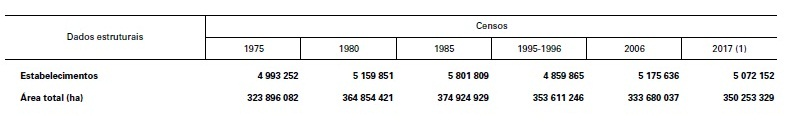 Dados estruturais
Censos
1975 1980 1985 1995-1996 2006 2017 (1)
Estabelecimentos 4 993 252 5 159 851 5 801 809 4 859 865 5 175 636 5 072 152
Área total (ha) 323 896 082 364 854 421 374 924 929 353 611 246 333 680 037 350 253 329